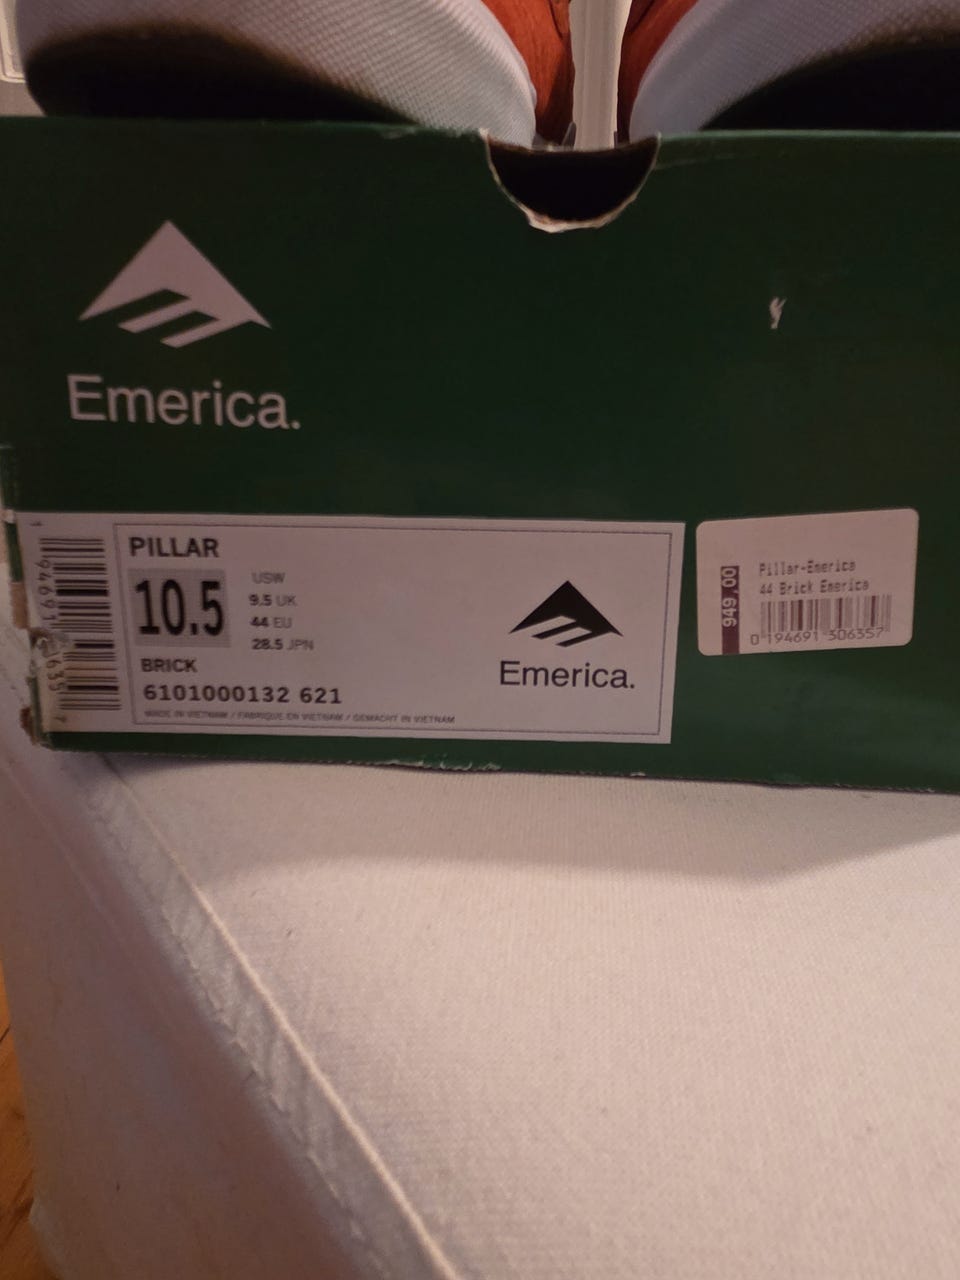 Emerica.
PILLAR
10.5
USW
9.5 UK
44 EU
28.5 JPN
BRICK
6101000132 621
MADE IN VIETNAM / FABRIQUE EN VIETNAM / GEMACHT IN VIETNAM
Emerica.
949,00
Pillar-Emerica
44 Brick Emerica
0 194691 306357